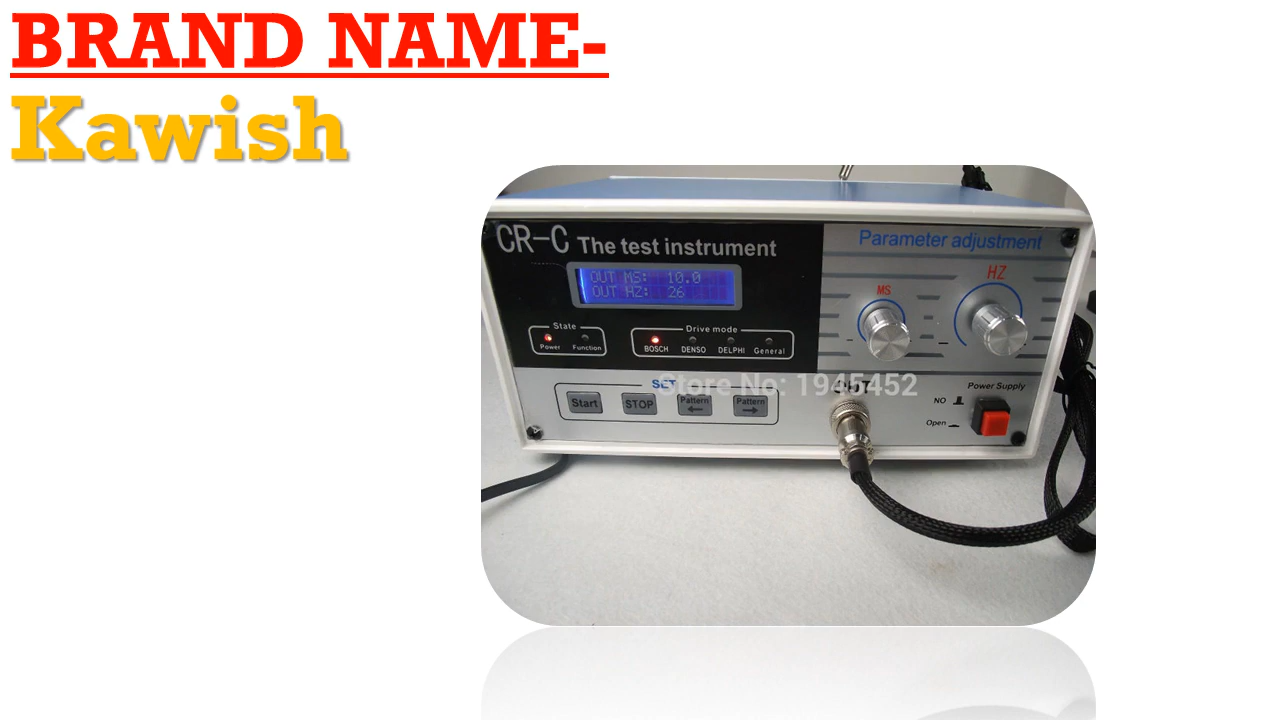 BRAND NAME-
Kawish
CR-C The test instrument
Parameter adjustment
OUT MS: 10.0
OUT HZ: 26
MS
HZ
State
Power Function
Drive mode
BOSCH DENSO DELPHI General
SET
Store No: 1945452
OUT
Start STOP Pattern Pattern
Power Supply
NO
Open